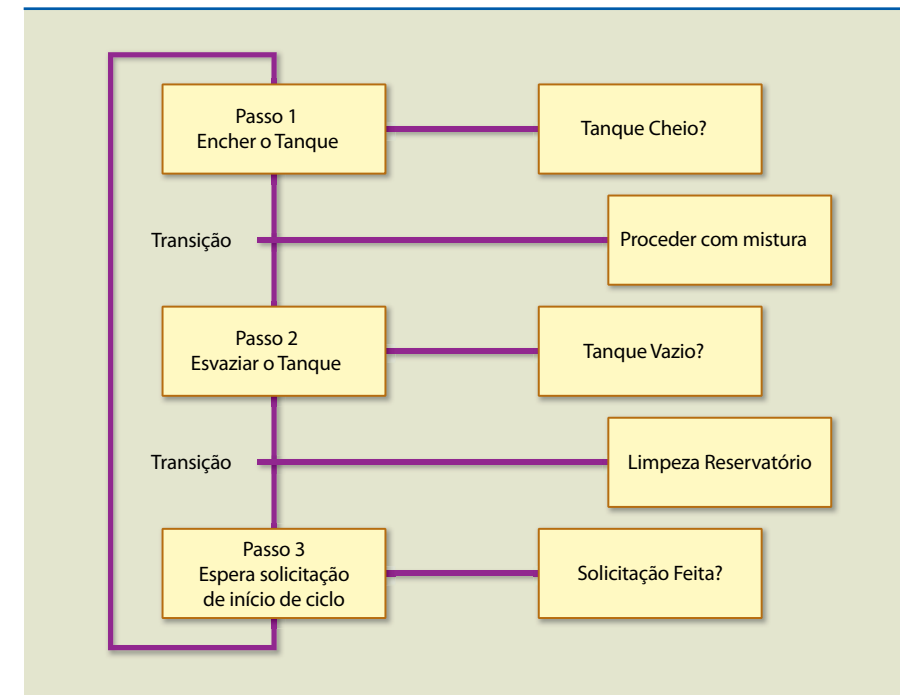 Passo 1
Encher o Tanque
Tanque Cheio?
Transição
Proceder com mistura
Passo 2
Esvaziar o Tanque
Tanque Vazio?
Transição
Limpeza Reservatório
Passo 3
Espera solicitação
de início de ciclo
Solicitação Feita?